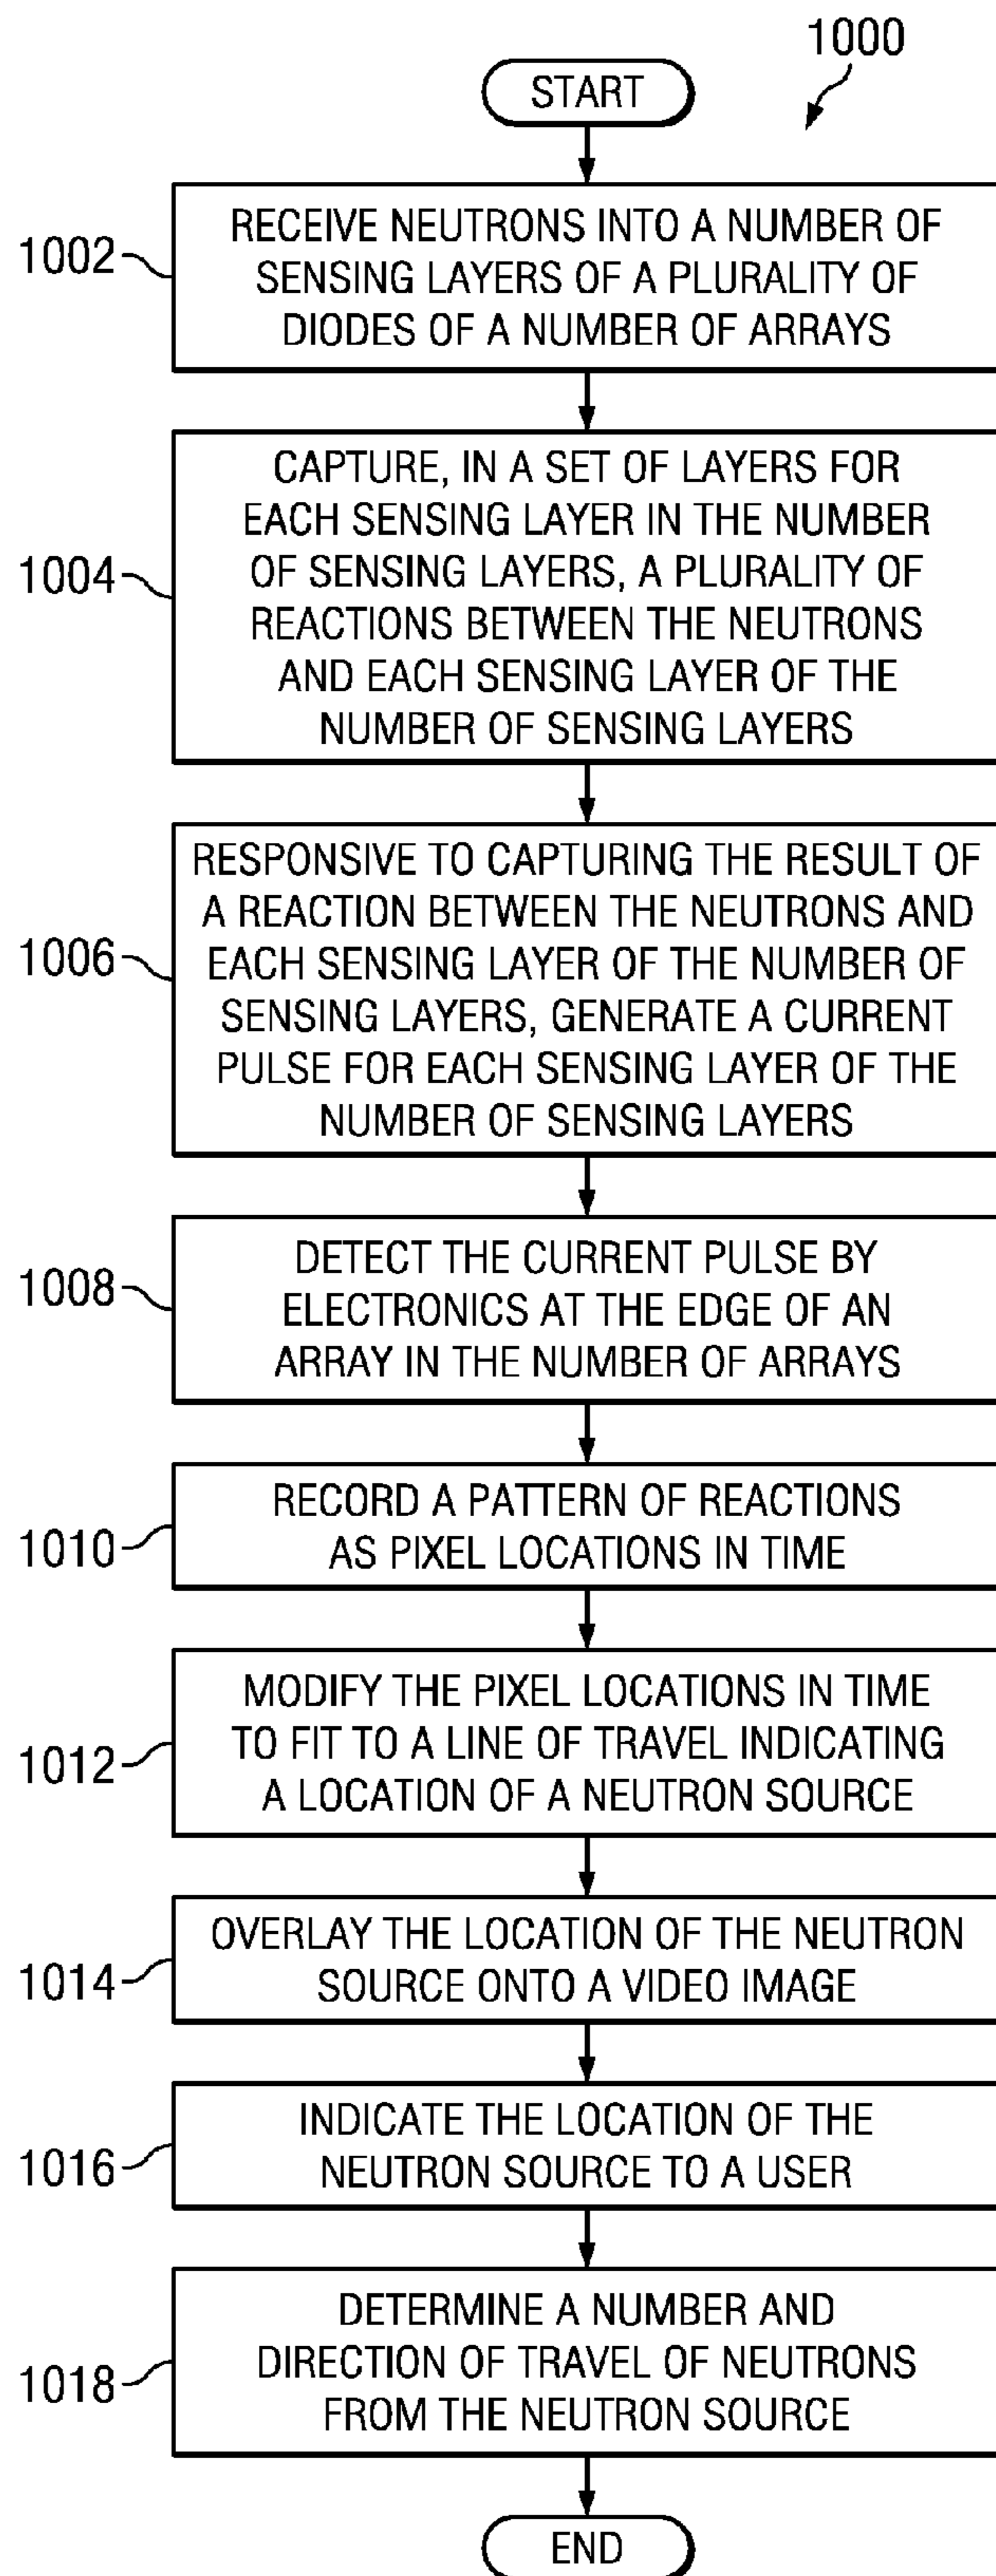 1000
START
1002
RECEIVE NEUTRONS INTO A NUMBER OF
SENSING LAYERS OF A PLURALITY OF
DIODES OF A NUMBER OF ARRAYS
1004
CAPTURE, IN A SET OF LAYERS FOR
EACH SENSING LAYER IN THE NUMBER
OF SENSING LAYERS, A PLURALITY OF
REACTIONS BETWEEN THE NEUTRONS
AND EACH SENSING LAYER OF THE
NUMBER OF SENSING LAYERS
1006
RESPONSIVE TO CAPTURING THE RESULT OF
A REACTION BETWEEN THE NEUTRONS AND
EACH SENSING LAYER OF THE NUMBER OF
SENSING LAYERS, GENERATE A CURRENT
PULSE FOR EACH SENSING LAYER OF THE
NUMBER OF SENSING LAYERS
1008
DETECT THE CURRENT PULSE BY
ELECTRONICS AT THE EDGE OF AN
ARRAY IN THE NUMBER OF ARRAYS
1010
RECORD A PATTERN OF REACTIONS
AS PIXEL LOCATIONS IN TIME
1012
MODIFY THE PIXEL LOCATIONS IN TIME
TO FIT TO A LINE OF TRAVEL INDICATING
A LOCATION OF A NEUTRON SOURCE
1014
OVERLAY THE LOCATION OF THE NEUTRON
SOURCE ONTO A VIDEO IMAGE
1016
INDICATE THE LOCATION OF THE
NEUTRON SOURCE TO A USER
1018
DETERMINE A NUMBER AND
DIRECTION OF TRAVEL OF NEUTRONS
FROM THE NEUTRON SOURCE
END